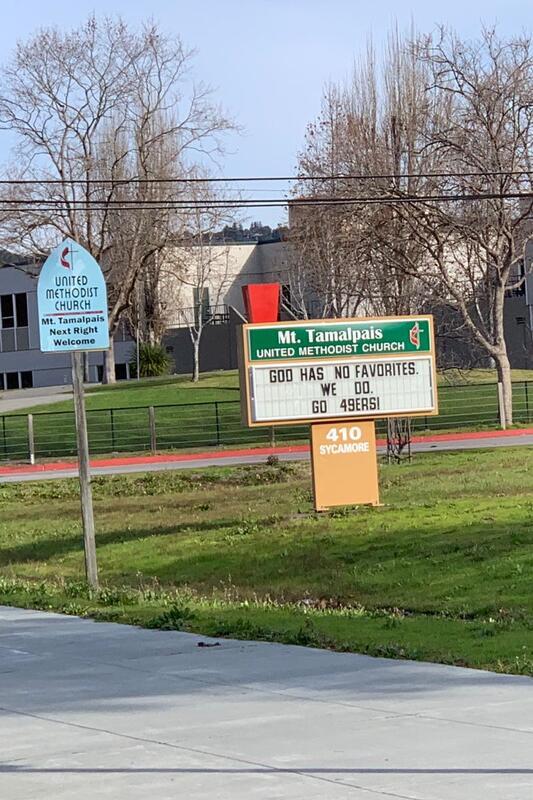 UNITED
METHODIST
CHURCH
Mt. Tamalpais
Next Right
Welcome
Mt. Tamalpais
UNITED METHODIST CHURCH
GOD HAS NO FAVORITES.
WE DO.
GO 49ERS!
410
SYCAMORE